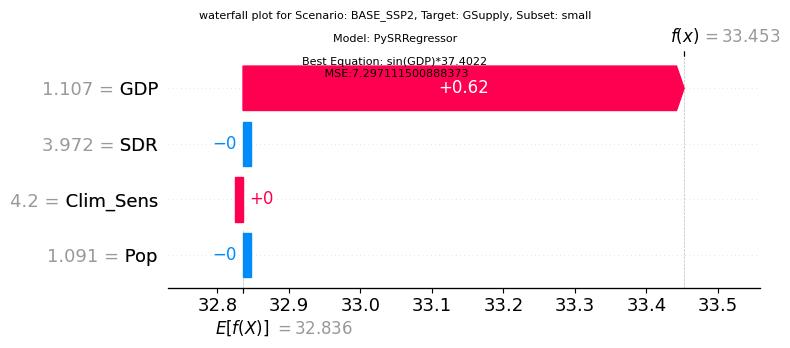 waterfall plot for Scenario: BASE_SSP2, Target: GSupply, Subset: small
Model: PySRRegressor
f(x) = 33.453
Best Equation: sin(GDP)*37.4022
MSE:7.297111500888373
1.107 = GDP
+0.62
3.972 = SDR
−0
4.2 = Clim_Sens
+0
1.091 = Pop
−0
32.8 32.9 33.0 33.1 33.2 33.3 33.4 33.5
E[f(X)] = 32.836